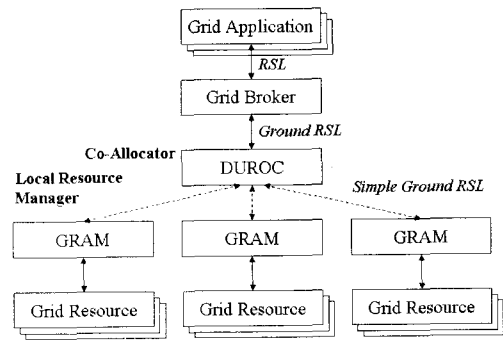 Grid Application
RSL
Grid Broker
Ground RSL
Co-Allocator
DUROC
Local Resource
Manager
Simple Ground RSL
GRAM
GRAM
GRAM
Grid Resource
Grid Resource
Grid Resource